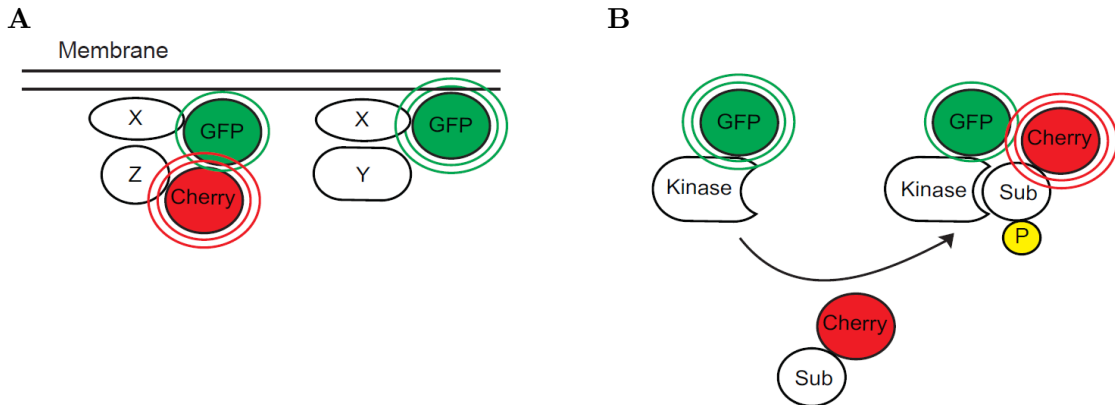 A
Membrane
X
GFP
Z
Cherry
X
GFP
Y
B
GFP
Kinase
GFP
Cherry
Kinase
Sub
P
Cherry
Sub